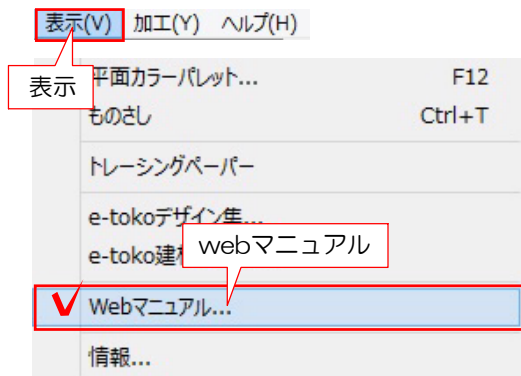 表示(V) 加工(Y) ヘルプ(H)
表示
平面カラーパレット... F12
ものさし Ctrl+T
トレーシングペーパー
e-tokoデザイン集...
e-toko建
webマニュアル
Webマニュアル...
情報...